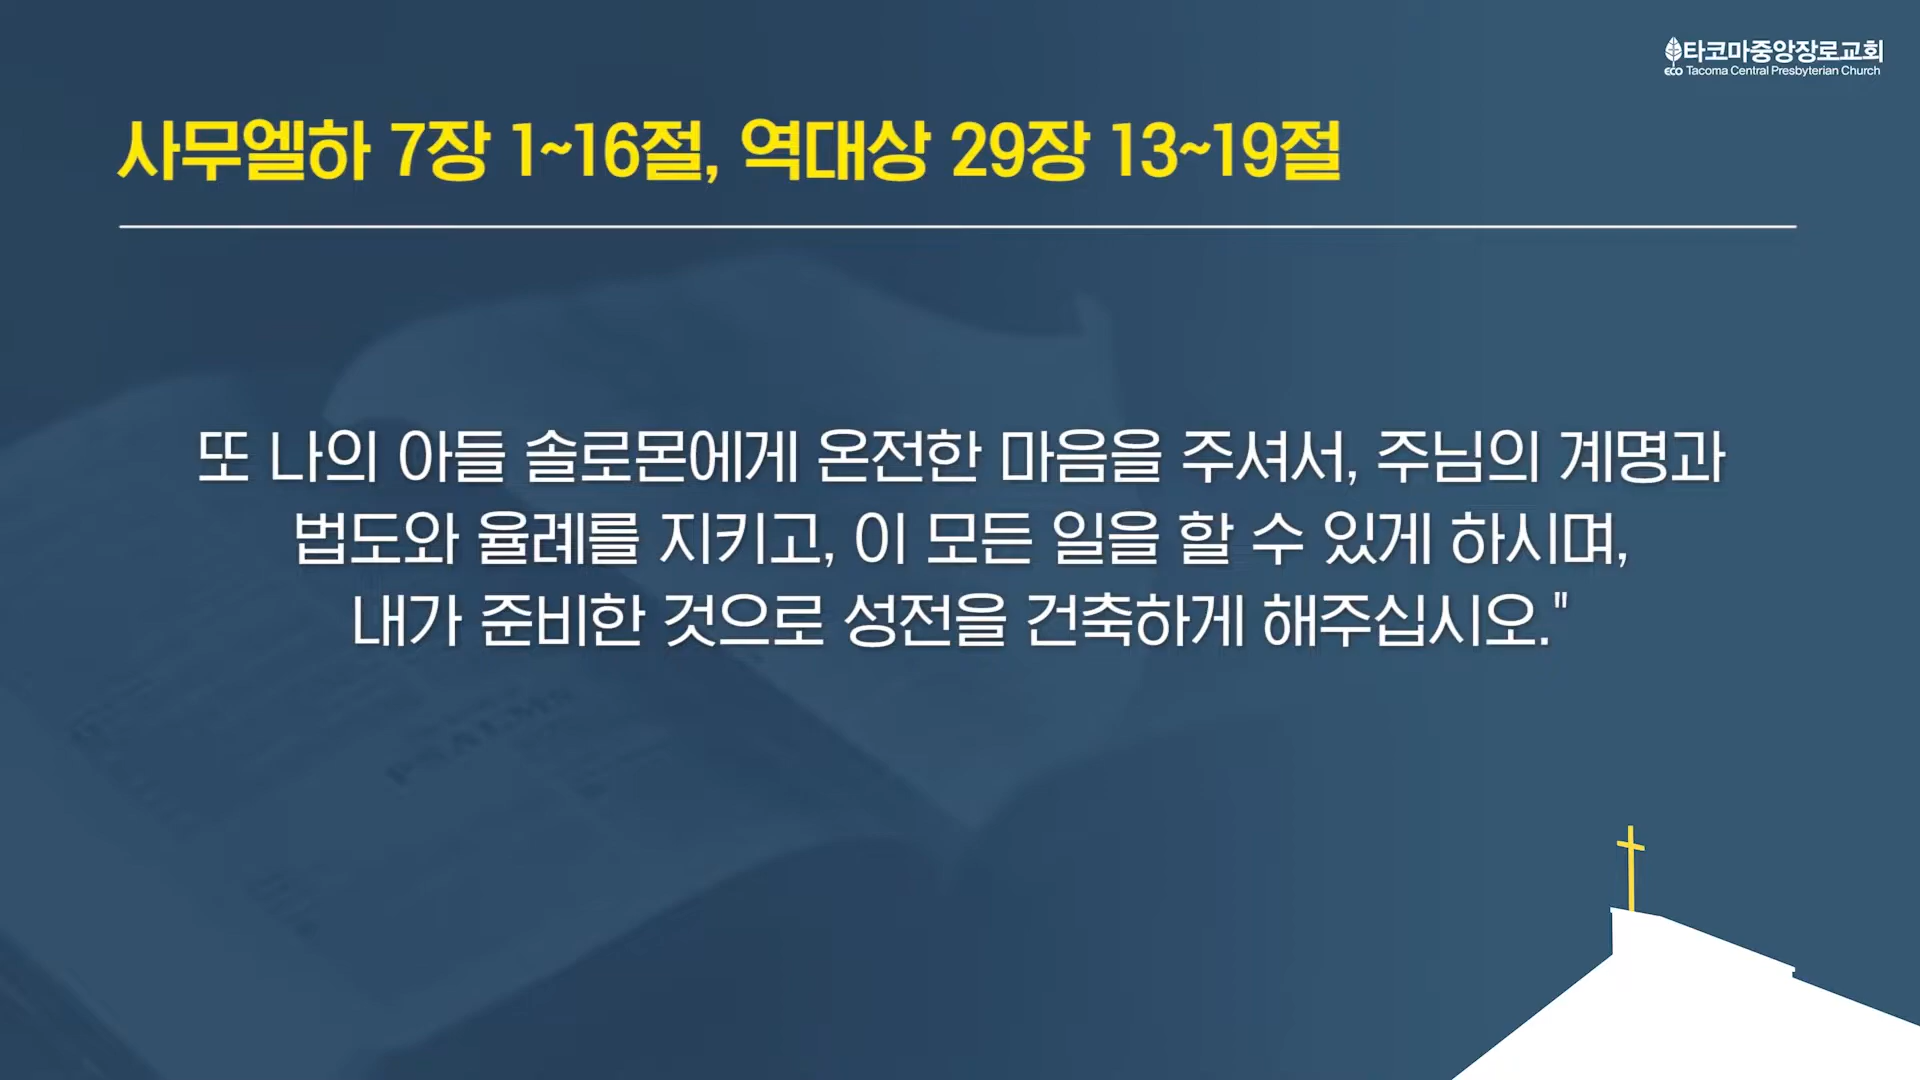 타코마중앙장로교회
ECO Tacoma Central Presbyterian Church
사무엘하 7장 1~16절, 역대상 29장 13~19절
또 나의 아들 솔로몬에게 온전한 마음을 주셔서, 주님의 계명과
법도와 율례를 지키고, 이 모든 일을 할 수 있게 하시며,
내가 준비한 것으로 성전을 건축하게 해주십시오."
PSALMS